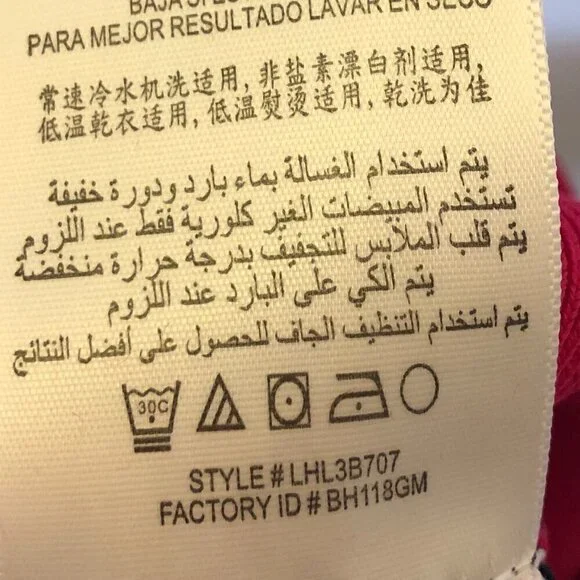 PARA MEJOR RESULTADO LAVAR EN SECO
常速冷水机洗适用, 非盐素漂白剂适用,
低温乾衣适用, 低温熨烫适用, 乾洗为佳
يتم استخدام الغسالة بماء بارد ودورة خفيفة
تستخدم المبيضات الغير كلورية فقط عند اللزوم
يتم قلب الملابس للتجفيف بدرجة حرارة منخفضة
يتم الكي على البارد عند اللزوم
يتم استخدام التنظيف الجاف للحصول على أفضل النتائج
30C
STYLE # LHL3B707
FACTORY ID # BH118GM